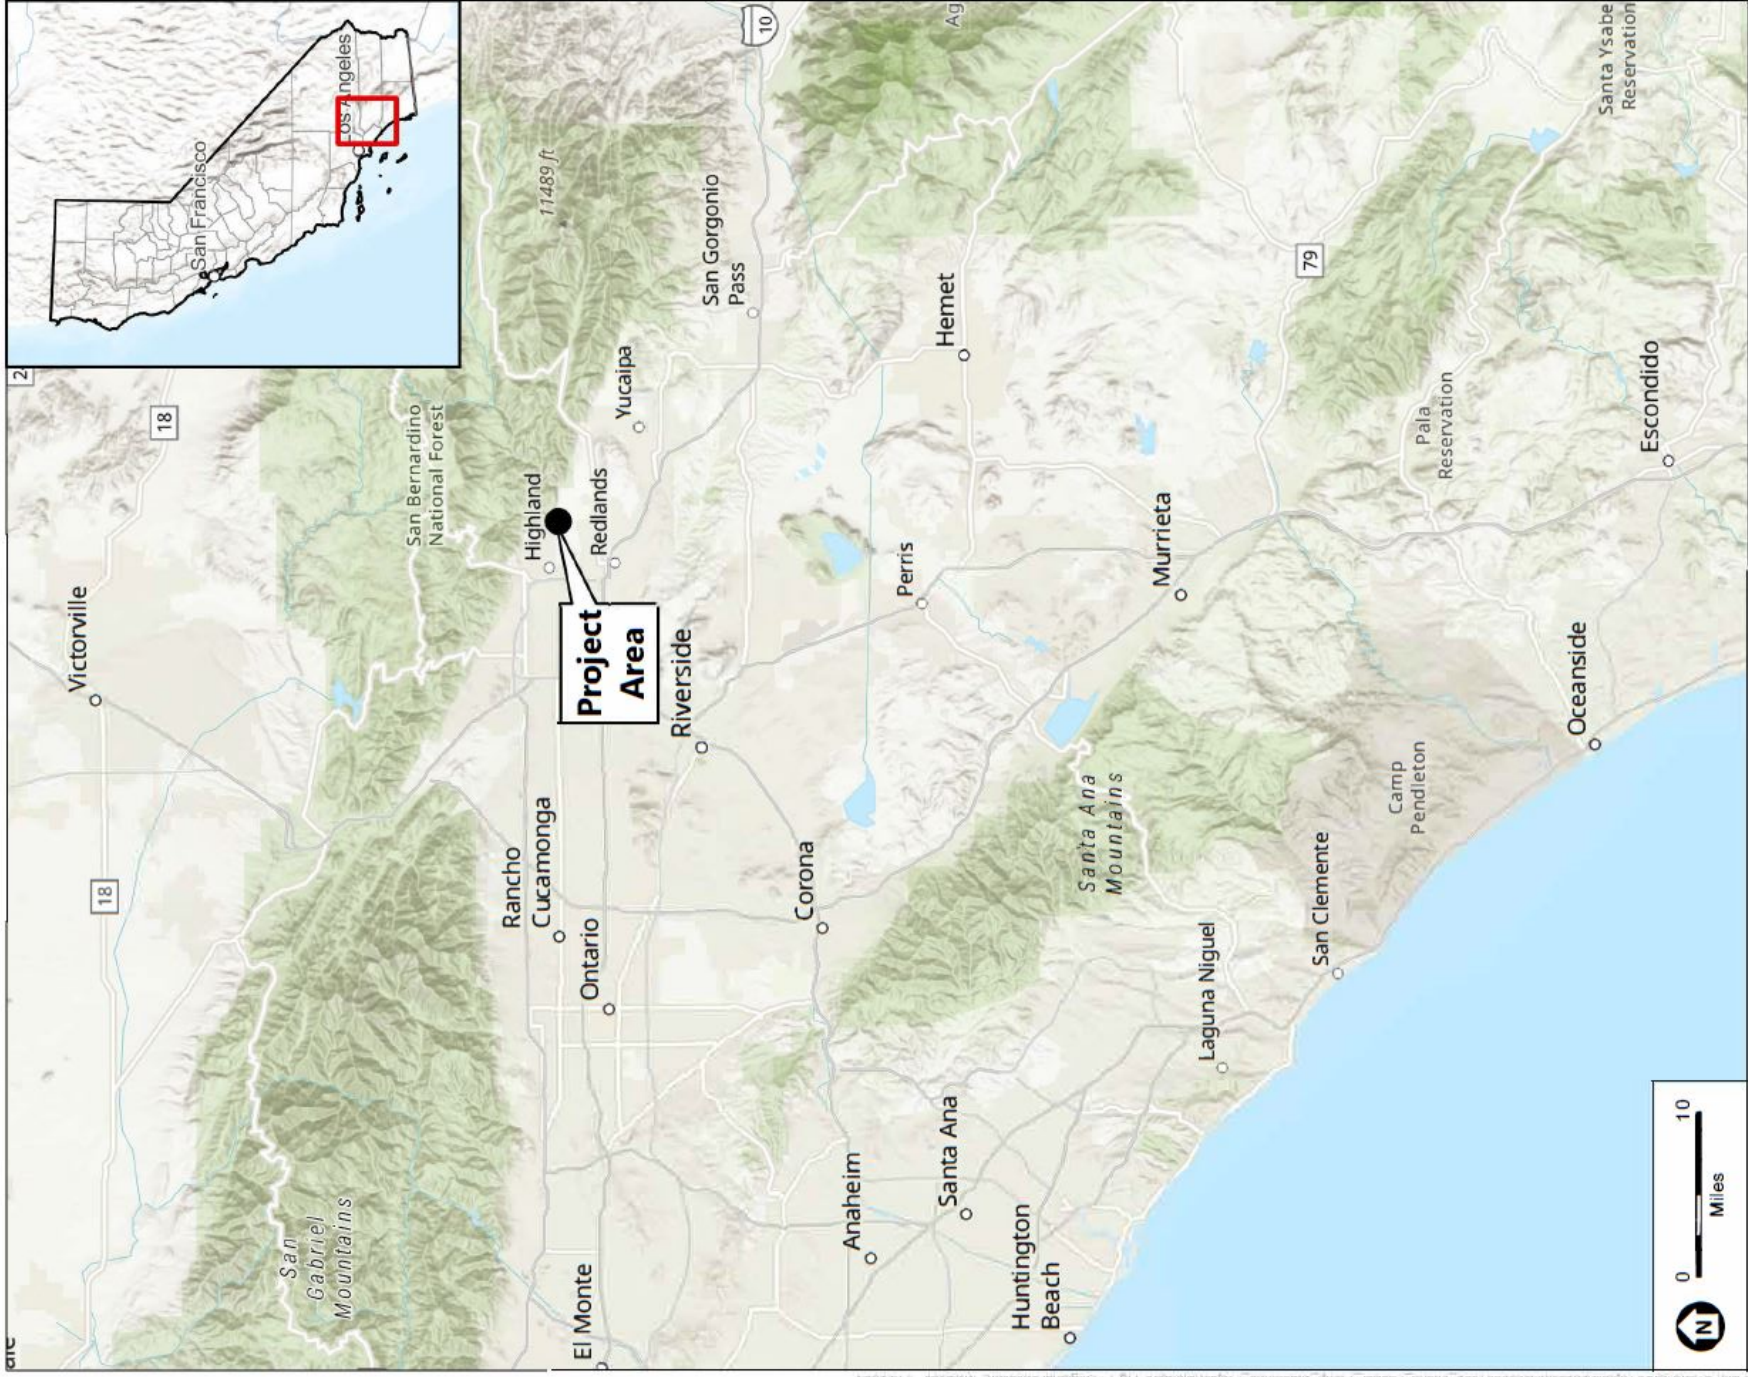 San Francisco
Los Angeles
Victorville
18
18
San Bernardino
National Forest
11489 ft
10
San Gabriel
Mountains
Rancho
Cucamonga
Highland
Project
Area
Redlands
Yucaipa
San Gorgonio
Pass
El Monte
Ontario
Riverside
Corona
Perris
Hemet
Anaheim
Santa Ana
Huntington
Beach
Santa Ana
Mountains
Murrieta
79
Laguna Niguel
San Clemente
Camp
Pendleton
Pala
Reservation
Santa Ysabe
Reservation
Oceanside
Escondido
N
0
10
Miles